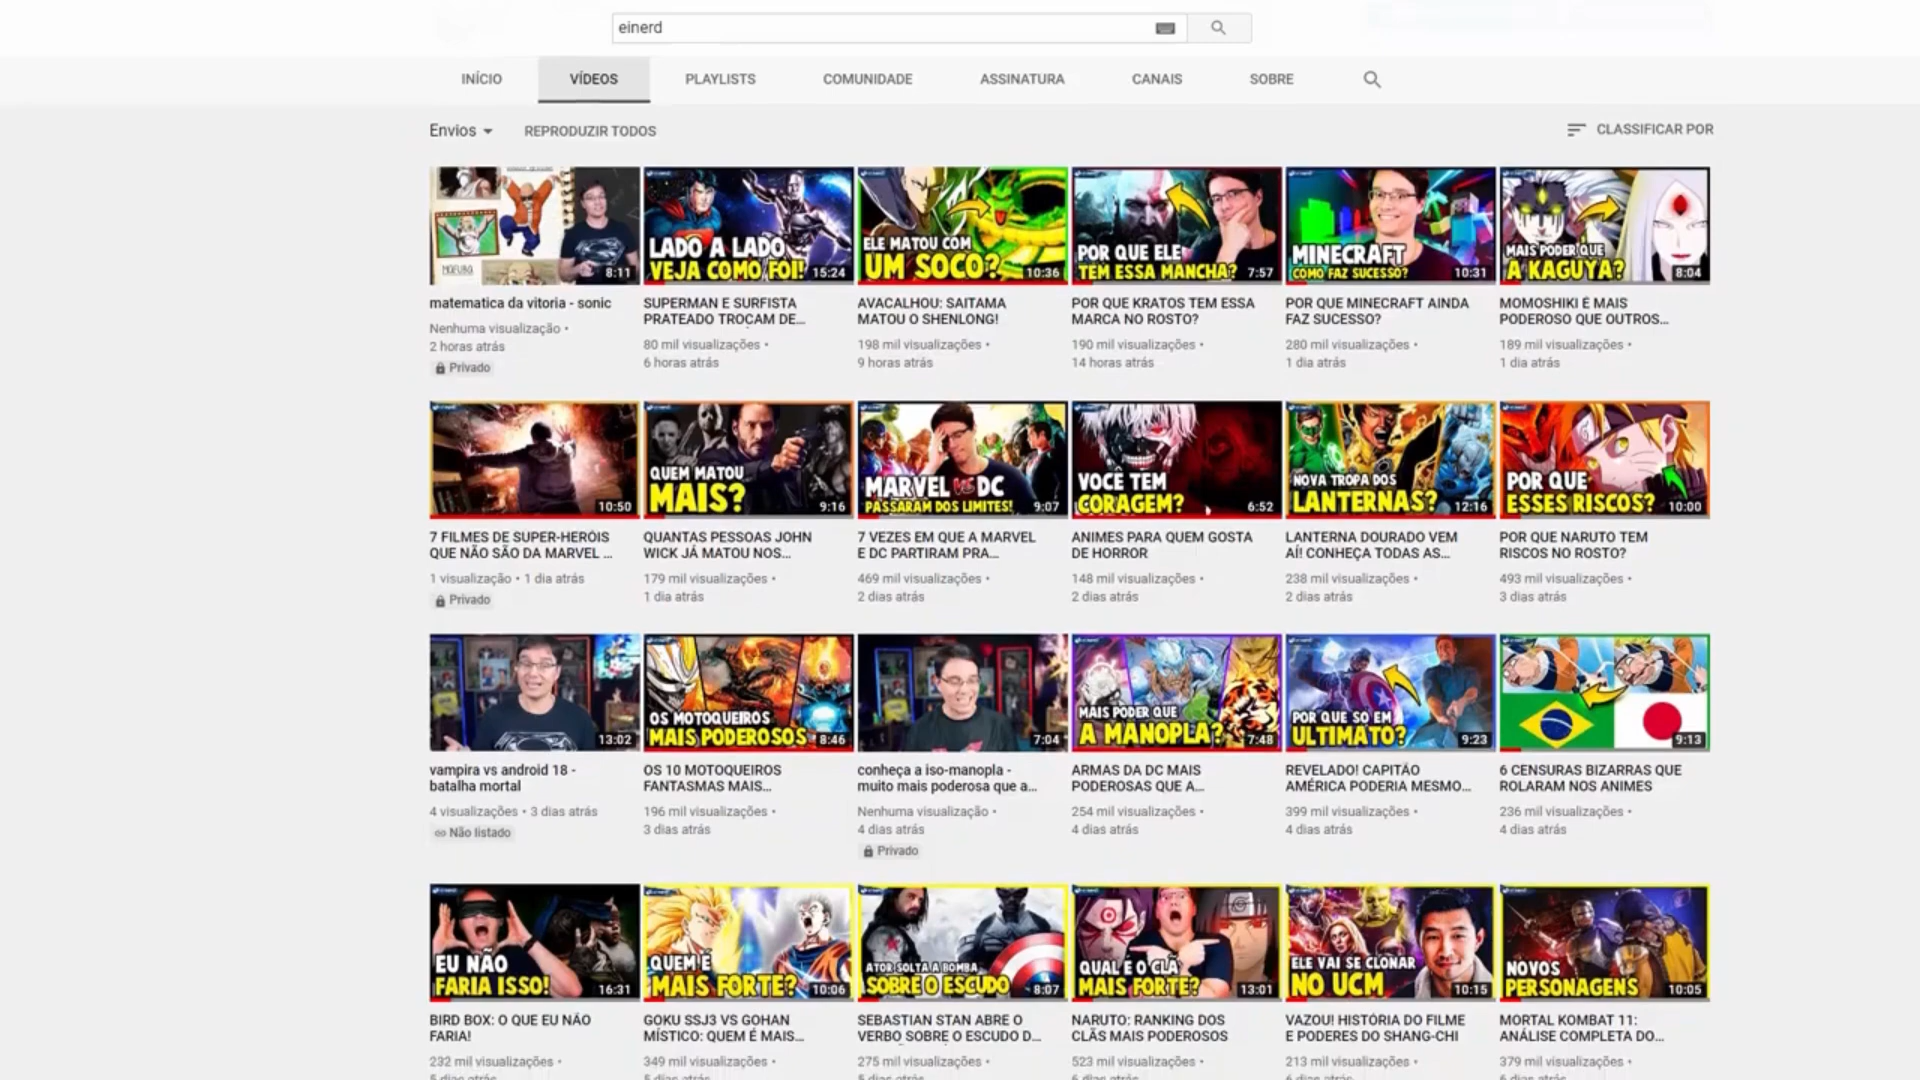 einerd
INÍCIO VÍDEOS PLAYLISTS COMUNIDADE ASSINATURA CANAIS SOBRE
Envios REPRODUZIR TODOS CLASSIFICAR POR
MAFUBA
8:11
LADO A LADO
VEJA COMO FOI! 15:24
ELE MATOU COM
UM SOCO? 10:36
POR QUE ELE
TEM ESSA MANCHA? 7:57
MINECRAFT
COMO FAZ SUCESSO? 10:31
MAIS PODER QUE
A KAGUYA? 8:04
matematica da vitoria - sonic
Nenhuma visualização •
2 horas atrás
Privado
SUPERMAN E SURFISTA
PRATEADO TROCAM DE...
80 mil visualizações •
6 horas atrás
AVACALHOU: SAITAMA
MATOU O SHENLONG!
198 mil visualizações •
9 horas atrás
POR QUE KRATOS TEM ESSA
MARCA NO ROSTO?
190 mil visualizações •
14 horas atrás
POR QUE MINECRAFT AINDA
FAZ SUCESSO?
280 mil visualizações •
1 dia atrás
MOMOSHIKI É MAIS
PODEROSO QUE OUTROS...
189 mil visualizações •
1 dia atrás
10:50
QUEM MATOU
MAIS? 9:16
MARVEL VS DC
PASSARAM DOS LIMITES! 9:07
VOCÊ TEM
CORAGEM? 6:52
NOVA TROPA DOS
LANTERNAS? 12:16
POR QUE
ESSES RISCOS? 10:00
7 FILMES DE SUPER-HERÓIS
QUE NÃO SÃO DA MARVEL ...
1 visualização • 1 dia atrás
Privado
QUANTAS PESSOAS JOHN
WICK JÁ MATOU NOS...
179 mil visualizações •
1 dia atrás
7 VEZES EM QUE A MARVEL
E DC PARTIRAM PRA...
469 mil visualizações •
2 dias atrás
ANIMES PARA QUEM GOSTA
DE HORROR
148 mil visualizações •
2 dias atrás
LANTERNA DOURADO VEM
AÍ! CONHEÇA TODAS AS...
238 mil visualizações •
2 dias atrás
POR QUE NARUTO TEM
RISCOS NO ROSTO?
493 mil visualizações •
3 dias atrás
13:02
OS MOTOQUEIROS
MAIS PODEROSOS 8:46
7:04
MAIS PODER QUE
A MANOPLA? 7:48
POR QUE SÓ EM
ULTIMATO? 9:23
9:13
vampira vs android 18 -
batalha mortal
4 visualizações • 3 dias atrás
Não listado
OS 10 MOTOQUEIROS
FANTASMAS MAIS...
196 mil visualizações •
3 dias atrás
conheça a iso-manopla -
muito mais poderosa que a...
Nenhuma visualização •
4 dias atrás
Privado
ARMAS DA DC MAIS
PODEROSAS QUE A...
254 mil visualizações •
4 dias atrás
REVELADO! CAPITÃO
AMÉRICA PODERIA MESMO...
399 mil visualizações •
4 dias atrás
6 CENSURAS BIZARRAS QUE
ROLARAM NOS ANIMES
236 mil visualizações •
4 dias atrás
EU NÃO
FARIA ISSO! 16:31
QUEM É
MAIS FORTE? 10:06
ATOR SOLTA A BOMBA
SOBRE O ESCUDO 8:07
QUAL É O CLÃ
MAIS FORTE? 13:01
ELE VAI SE CLONAR
NO UCM 10:15
NOVOS
PERSONAGENS 10:05
BIRD BOX: O QUE EU NÃO
FARIA!
232 mil visualizações •
5 dias atrás
GOKU SSJ3 VS GOHAN
MÍSTICO: QUEM É MAIS...
349 mil visualizações •
5 dias atrás
SEBASTIAN STAN ABRE O
VERBO SOBRE O ESCUDO D...
275 mil visualizações •
5 dias atrás
NARUTO: RANKING DOS
CLÃS MAIS PODEROSOS
523 mil visualizações •
6 dias atrás
VAZOU! HISTÓRIA DO FILME
E PODERES DO SHANG-CHI
213 mil visualizações •
6 dias atrás
MORTAL KOMBAT 11:
ANÁLISE COMPLETA DO...
379 mil visualizações •
6 dias atrás